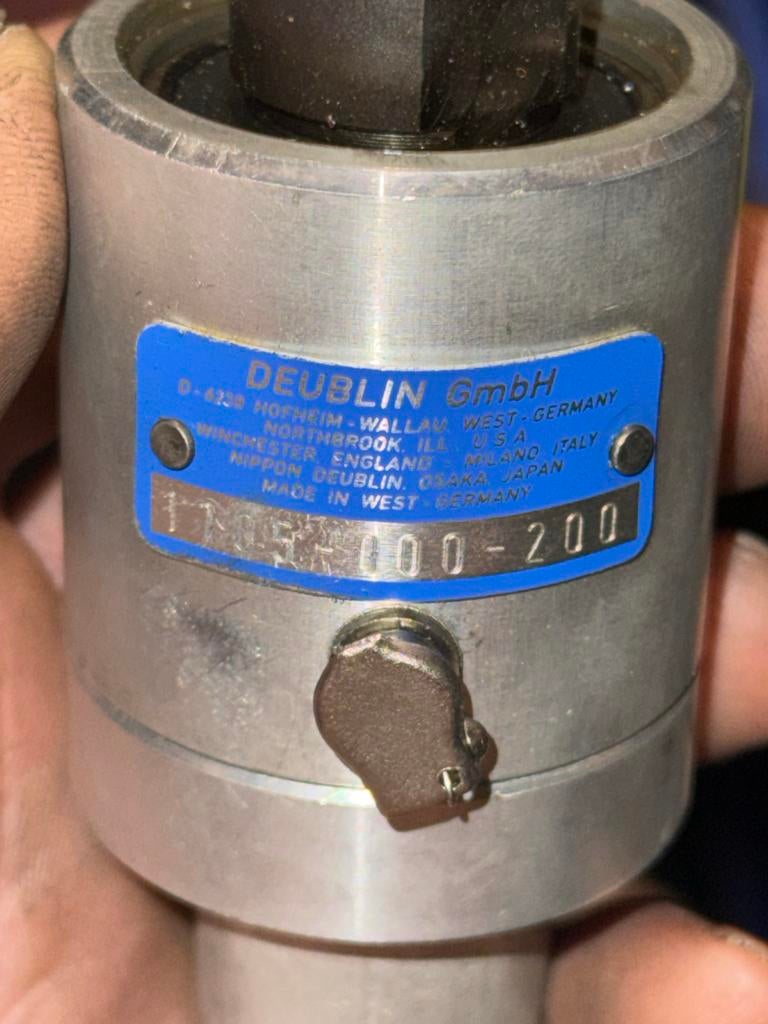 DEUBLIN GmbH
D-6238 HOFHEIM-WALLAU, WEST-GERMANY
NORTHBROOK, ILL. U.S.A.
WINCHESTER, ENGLAND - MILANO, ITALY
NIPPON DEUBLIN, OSAKA, JAPAN
MADE IN WEST-GERMANY
1105-000-200